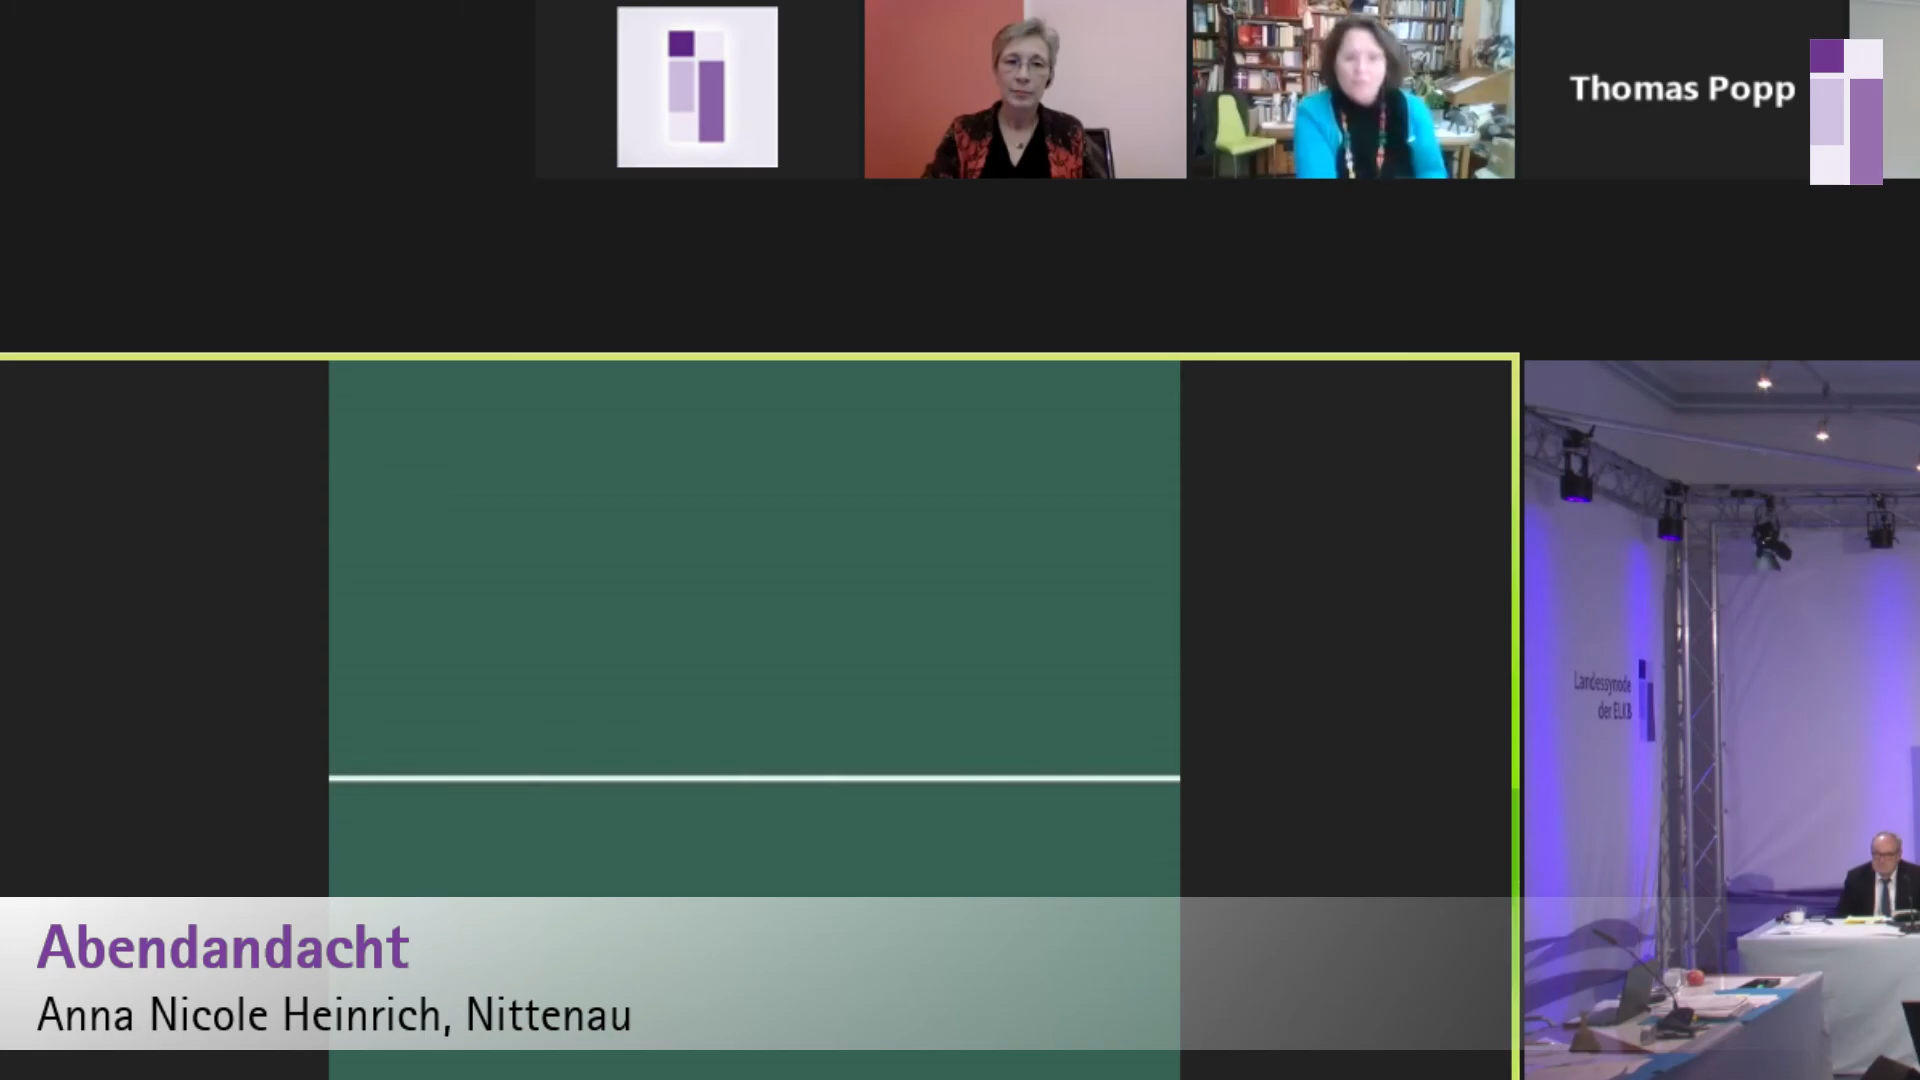 Thomas Popp
Landessynode
der ELKB
Abendandacht
Anna Nicole Heinrich, Nittenau